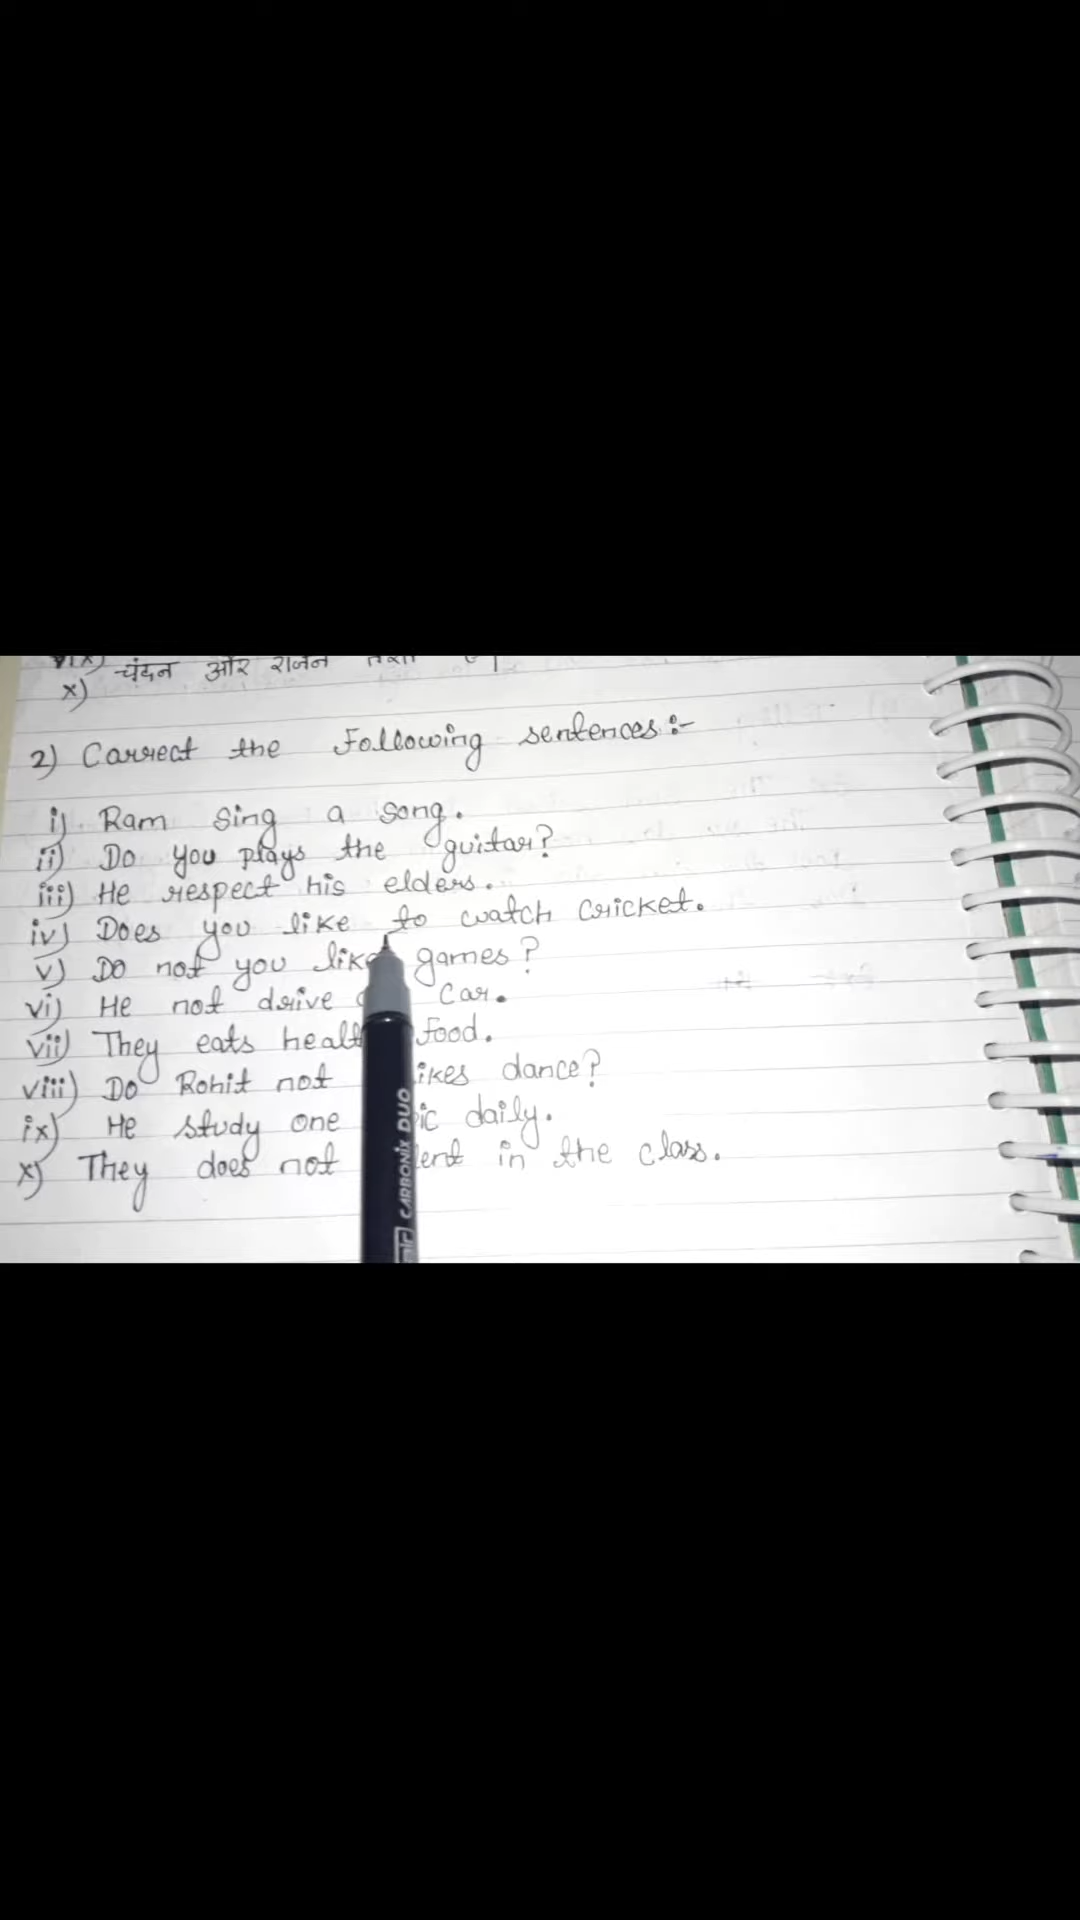 x) चंदन और राजन
2) Correct the Following sentences:-
i) Ram sing a song.
ii) Do you plays the guitar?
iii) He respect his elders.
iv) Does you like to watch cricket.
v) Do not you like games?
vi) He not drive car.
vii) They eats food.
viii) Do Rohit not dance?
ix) He study one daily.
x) They does not in the class.
CARBONIX DUO